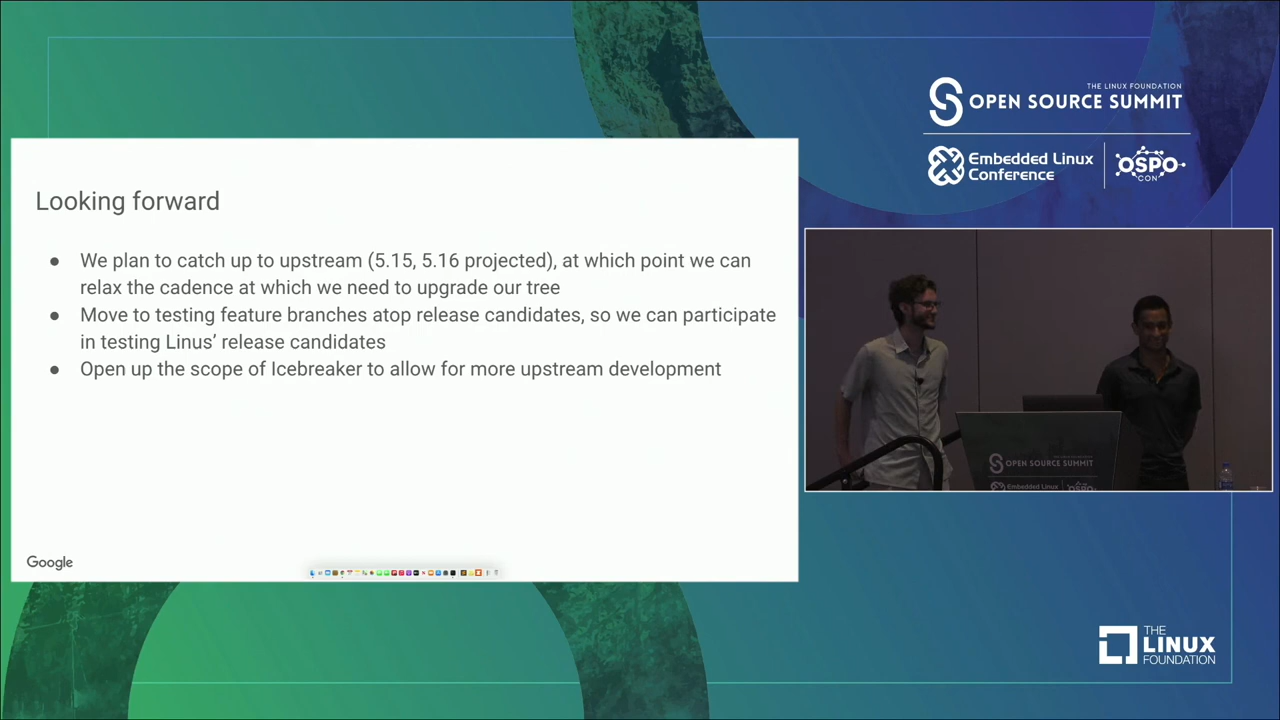 THE LINUX FOUNDATION
OPEN SOURCE SUMMIT
Embedded Linux
Conference
OSPO
CON
Looking forward
● We plan to catch up to upstream (5.15, 5.16 projected), at which point we can
relax the cadence at which we need to upgrade our tree
● Move to testing feature branches atop release candidates, so we can participate
in testing Linus’ release candidates
● Open up the scope of Icebreaker to allow for more upstream development
Google
OPEN SOURCE SUMMIT
Embedded Linux
OSPO
THE
LINUX
FOUNDATION